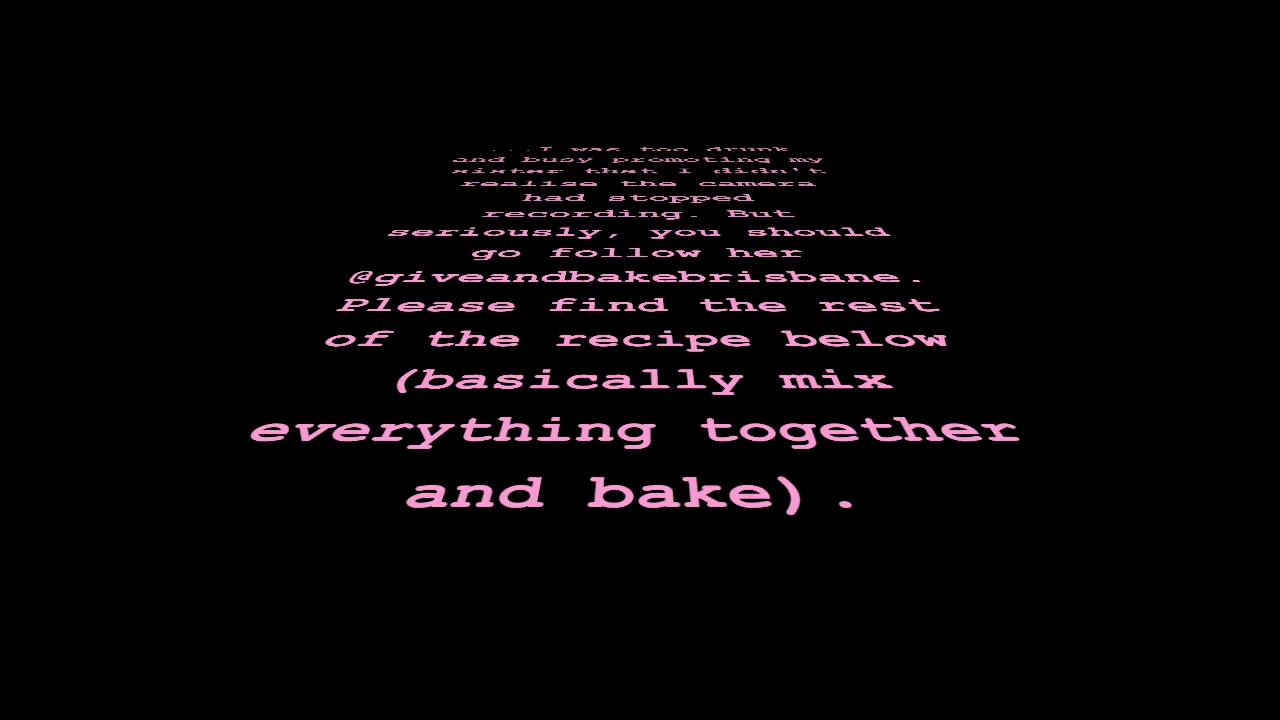 ...I was too drunk
and busy promoting my
sister that I didn't
realise the camera
had stopped
recording. But
seriously, you should
go follow her
@giveandbakebrisbane.
Please find the rest
of the recipe below
(basically mix
everything together
and bake).